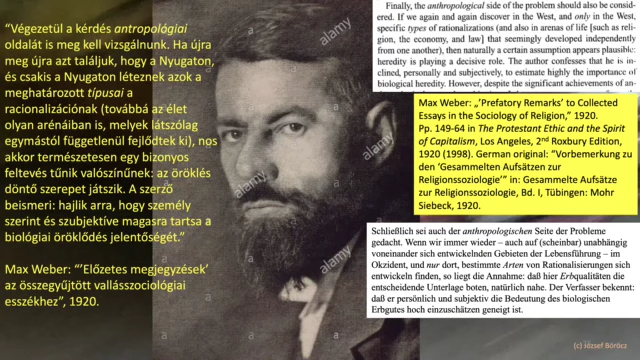 “Végezetül a kérdés antropológiai
oldalát is meg kell vizsgálnunk. Ha újra
meg újra azt találjuk, hogy a Nyugaton,
és csakis a Nyugaton léteznek azok a
meghatározott típusai a
racionalizációnak (továbbá az élet
olyan arénáiban is, melyek látszólag
egymástól függetlenül fejlődtek ki), nos
akkor természetesen egy bizonyos
feltevés tűnik valószínűnek: az öröklés
döntő szerepet játszik. A szerző
beismeri: hajlik arra, hogy személy
szerint és szubjektíve magasra tartsa a
biológiai öröklődés jelentőségét.”
Max Weber: “’Előzetes megjegyzések’
az összegyűjtött vallásszociológiai
esszékhez”, 1920.
Finally, the anthropological side of the problem should also be consid-
ered. If we again and again discover in the West, and only in the West,
specific types of rationalizations (and also in arenas of life [such as reli-
gion, the economy, and law] that seemingly developed independently
from one another), then naturally a certain assumption appears plausible:
heredity is playing a decisive role. The author confesses that he is in-
clined, personally and subjectively, to estimate highly the importance of
biological heredity. However, despite the significant achievements of an-
Max Weber: „’Prefatory Remarks’ to Collected
Essays in the Sociology of Religion,” 1920.
Pp. 149-64 in The Protestant Ethic and the Spirit
of Capitalism, Los Angeles, 2nd Roxbury Edition,
1920 (1998). German original: “Vorbemerkung zu
den ‘Gesammelten Aufsätzen zur
Religionssoziologie’” in: Gesammelte Aufsätze
zur Religionssoziologie, Bd. I, Tübingen: Mohr
Siebeck, 1920.
Schließlich sei auch der anthropologischen Seite der Probleme
gedacht. Wenn wir immer wieder – auch auf (scheinbar) unabhängig
voneinander sich entwickelnden Gebieten der Lebensführung – im
Okzident, und nur dort, bestimmte Arten von Rationalisierungen sich
entwickeln finden, so liegt die Annahme: daß hier Erbqualitäten die
entscheidende Unterlage boten, natürlich nahe. Der Verfasser bekennt:
daß er persönlich und subjektiv die Bedeutung des biologischen
Erbgutes hoch einzuschätzen geneigt ist.
alamy
alamy
alamy
alamy
a
a
a
a
(c) József Böröcz